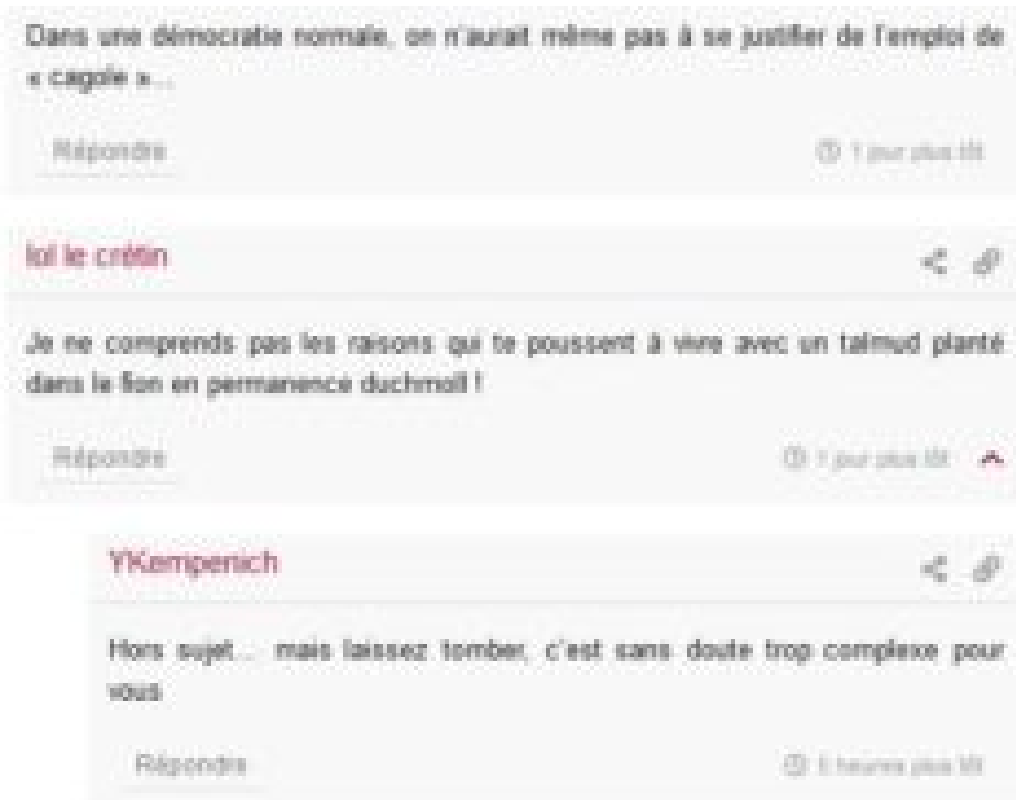 Dans une démocratie normale, on n'aurait même pas à se justifier de l'emploi de
« cagole »...
Répondre
1 jour plus tôt
lol le crétin
Je ne comprends pas les raisons qui te poussent à vivre avec un talmud planté
dans le fion en permanence duchmoll !
Répondre
1 jour plus tôt
YKempenich
Hors sujet... mais laissez tomber, c'est sans doute trop complexe pour
vous
Répondre
heures plus tôt